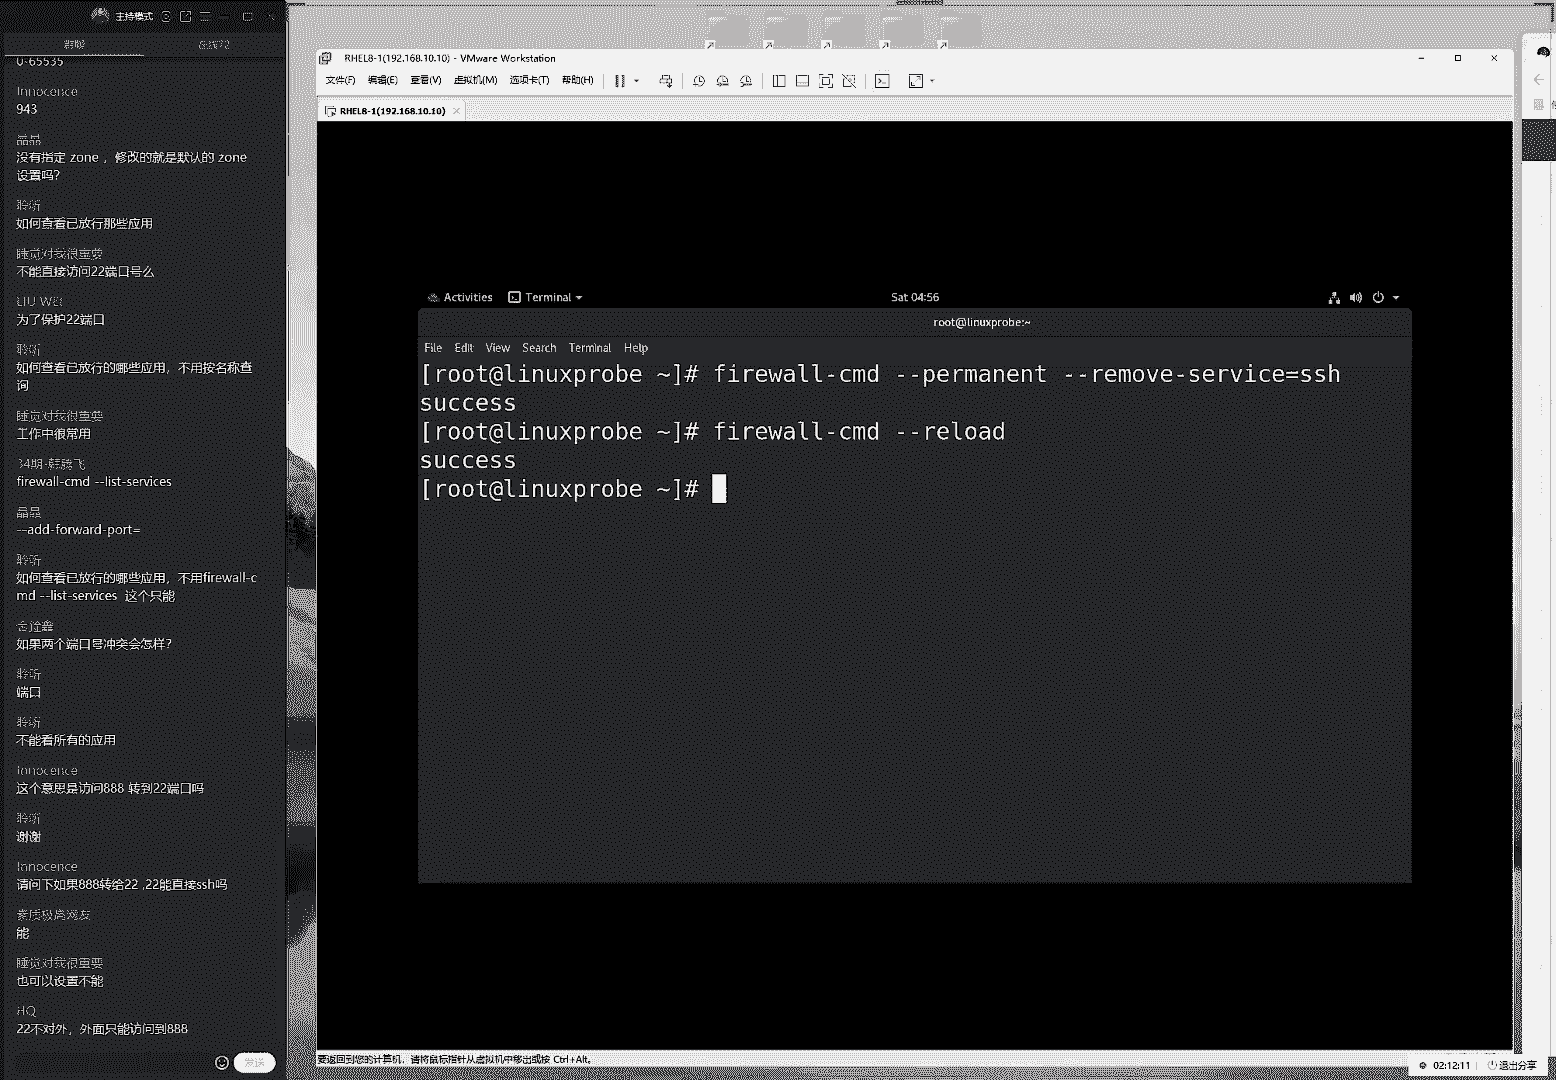 主持模式
0-65535
Innocence
943
晶晶
没有指定 zone ，修改的就是默认的 zone
设置吗?
聆听
如何查看已放行那些应用
睡觉对我很重要
不能直接访问22端口号么
LIU WEI
为了保护22端口
聆听
如何查看已放行的哪些应用，不用按名称查
询
睡觉对我很重要
工作中很常用
34期-韩腾飞
firewall-cmd --list-services
晶晶
--add-forward-port=
聆听
如何查看已放行的哪些应用，不用firewall-c
md --list-services  这个只能
如果两个端口号冲突会怎样?
聆听
端口
聆听
不能看所有的应用
Innocence
这个意思是访问888 转到22端口吗
聆听
谢谢
Innocence
请问下如果888转给22 ,22能直接ssh吗
素质极高网友
能
睡觉对我很重要
也可以设置不能
HQ
22不对外，外面只能访问到888
发送
RHEL8-1(192.168.10.10) - VMware Workstation
文件(F) 编辑(E) 查看(V) 虚拟机(M) 选项卡(T) 帮助(H)
RHEL8-1(192.168.10.10)
Activities Terminal Sat 04:56
root@linuxprobe:~
File Edit View Search Terminal Help
[root@linuxprobe ~]# firewall-cmd --permanent --remove-service=ssh
success
[root@linuxprobe ~]# firewall-cmd --reload
success
[root@linuxprobe ~]#
要返回到您的计算机，请将鼠标指针从虚拟机中移出或按 Ctrl+Alt。
02:12:11 退出分享